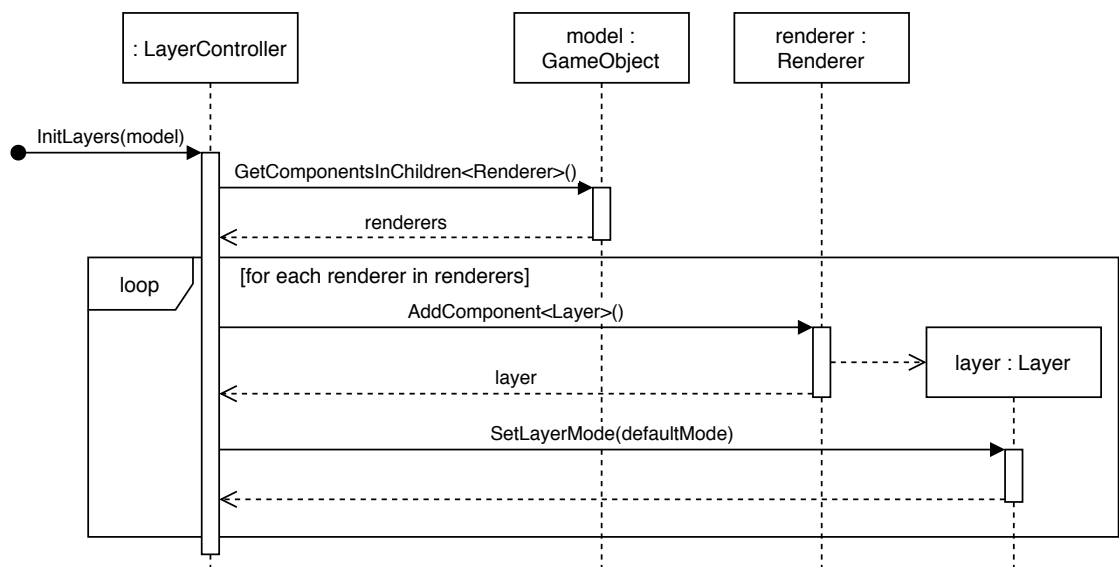 : LayerController
model :
GameObject
renderer :
Renderer
InitLayers(model)
GetComponentsInChildren<Renderer>()
renderers
loop
[for each renderer in renderers]
AddComponent<Layer>()
layer : Layer
layer
SetLayerMode(defaultMode)